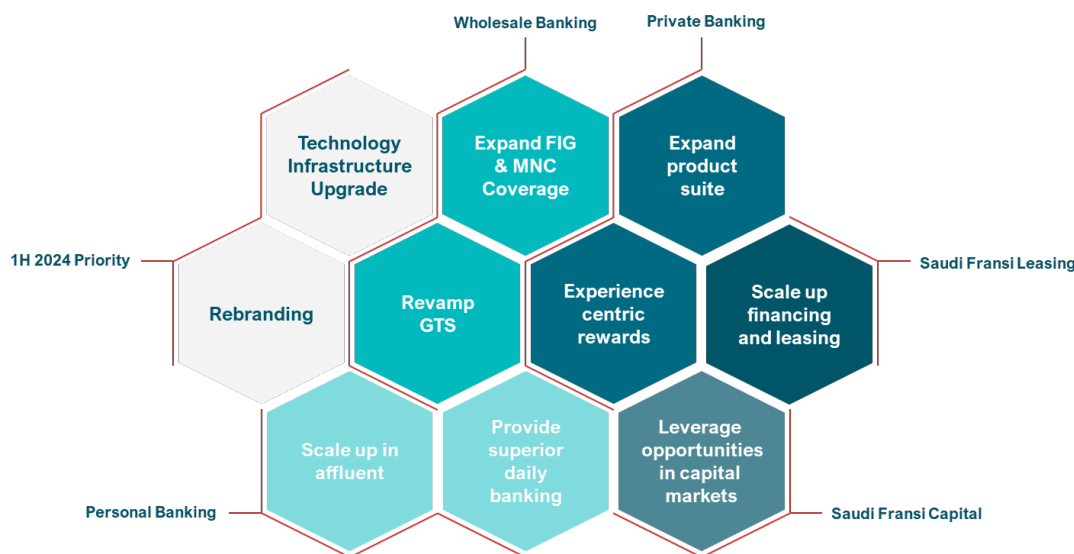 Wholesale Banking
Private Banking
Technology
Infrastructure
Upgrade
Expand FIG
& MNC
Coverage
Expand
product
suite
1H 2024 Priority
Saudi Fransi Leasing
Rebranding
Revamp
GTS
Experience
centric
rewards
Scale up
financing
and leasing
Scale up in
affluent
Provide
superior
daily
banking
Leverage
opportunities
in capital
markets
Personal Banking
Saudi Fransi Capital